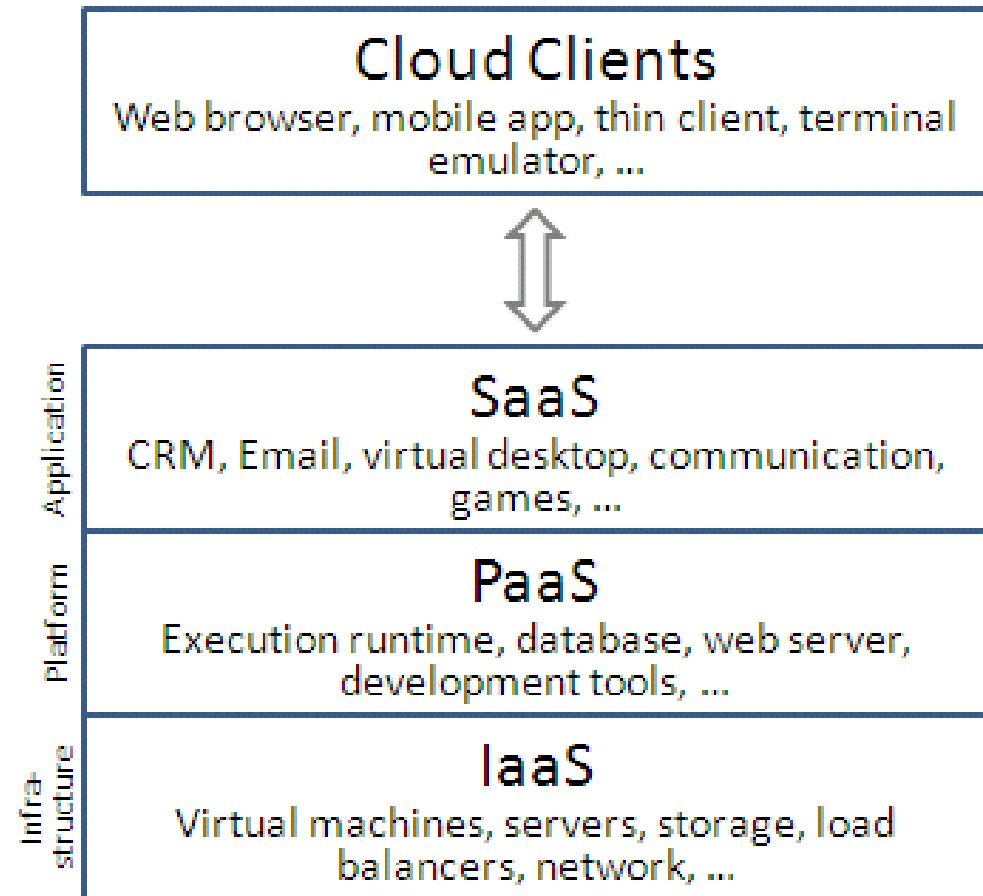 Cloud Clients
Web browser, mobile app, thin client, terminal
emulator, ...
Application
SaaS
CRM, Email, virtual desktop, communication,
games, ...
Platform
PaaS
Execution runtime, database, web server,
development tools, ...
Infra-
structure
IaaS
Virtual machines, servers, storage, load
balancers, network, ...